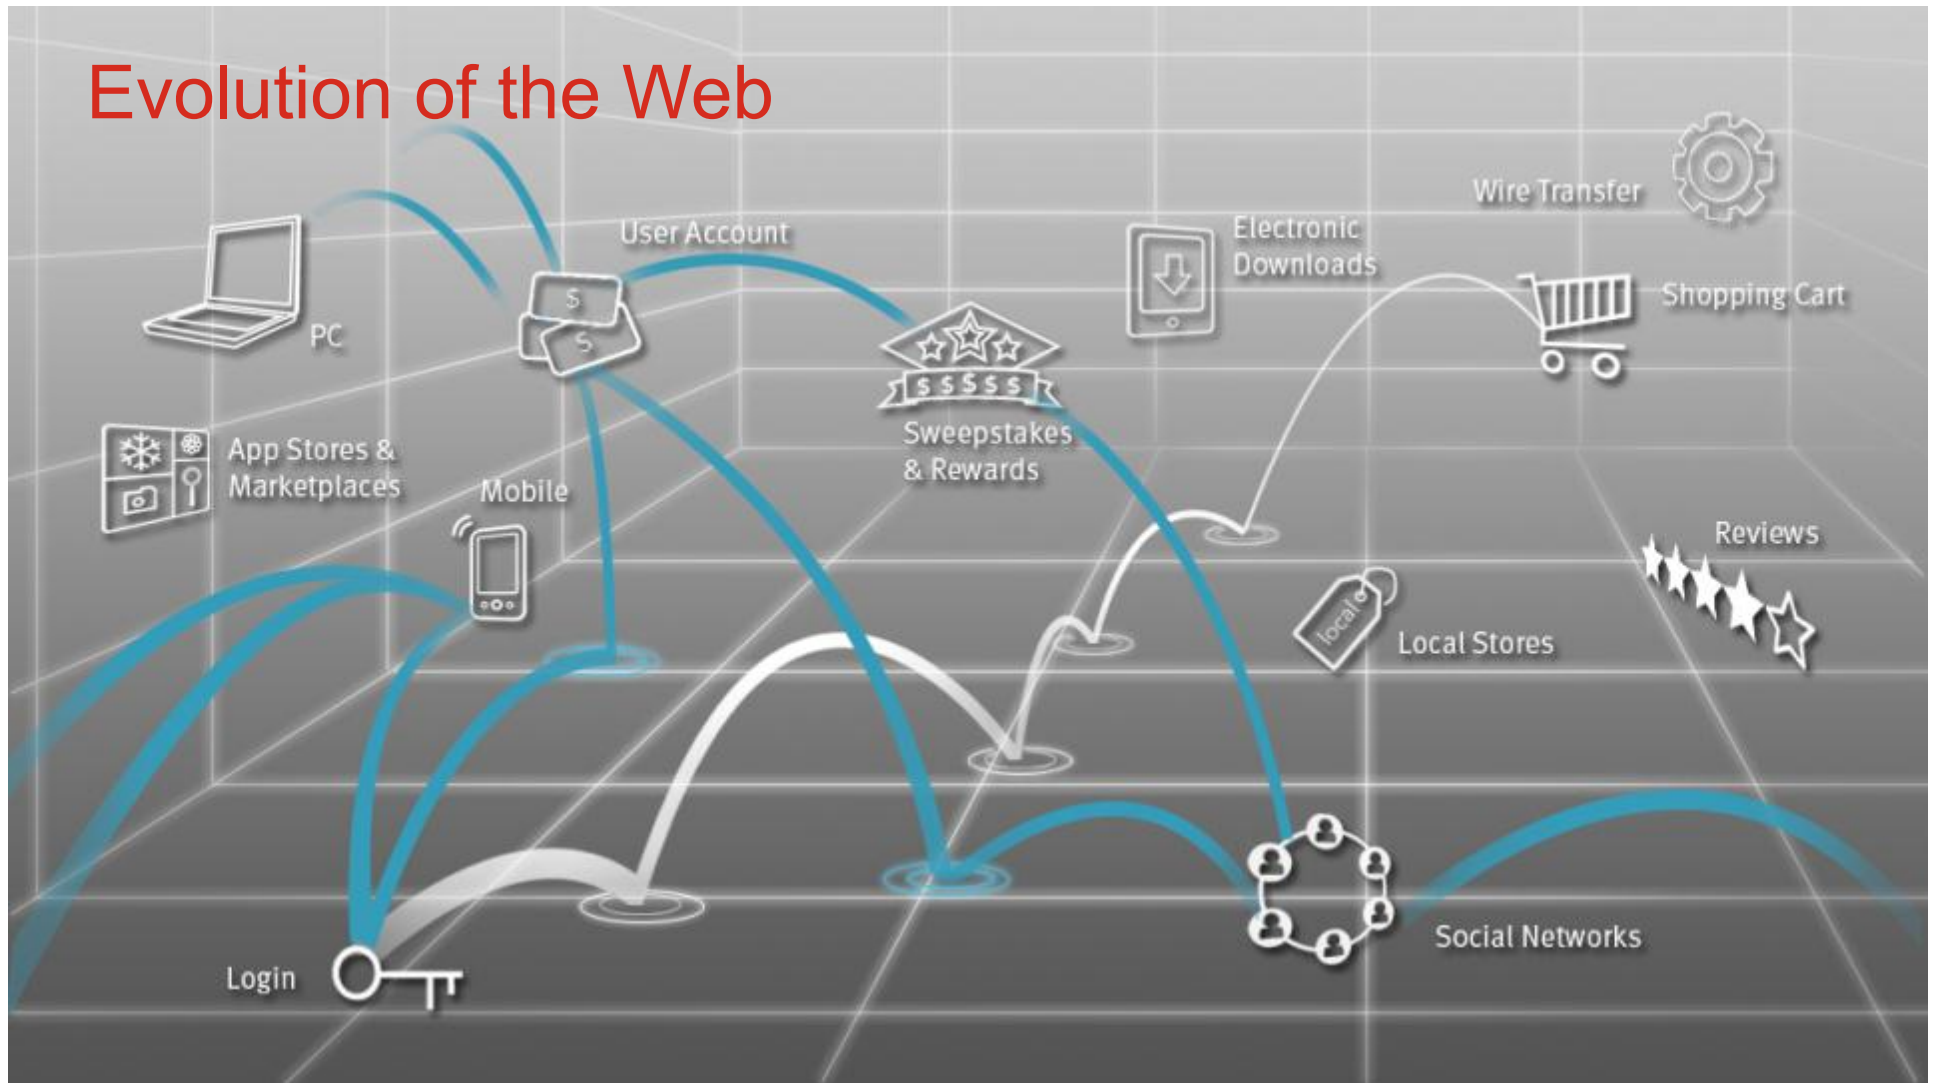 Evolution of the Web
Wire Transfer
User Account
Electronic
Downloads
$
Shopping Cart
PC
$
$ $ $ $ $
Sweepstakes
& Rewards
App Stores &
Marketplaces
Mobile
Reviews
local
Local Stores
Social Networks
Login